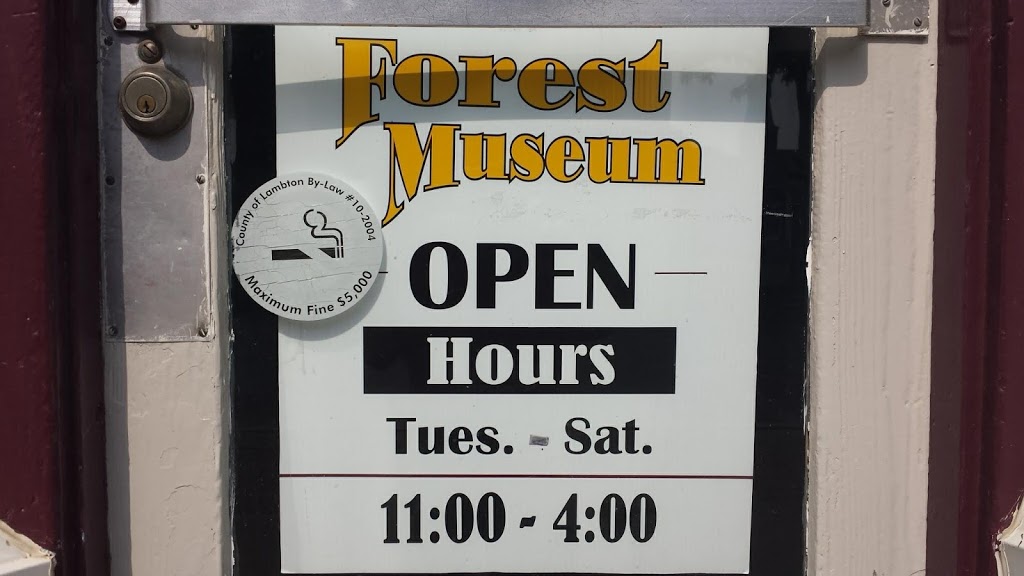 Forest
Museum
County of Lambton By-Law #10-2004
Maximum Fine $5,000
OPEN
Hours
Tues. - Sat.
11:00 - 4:00